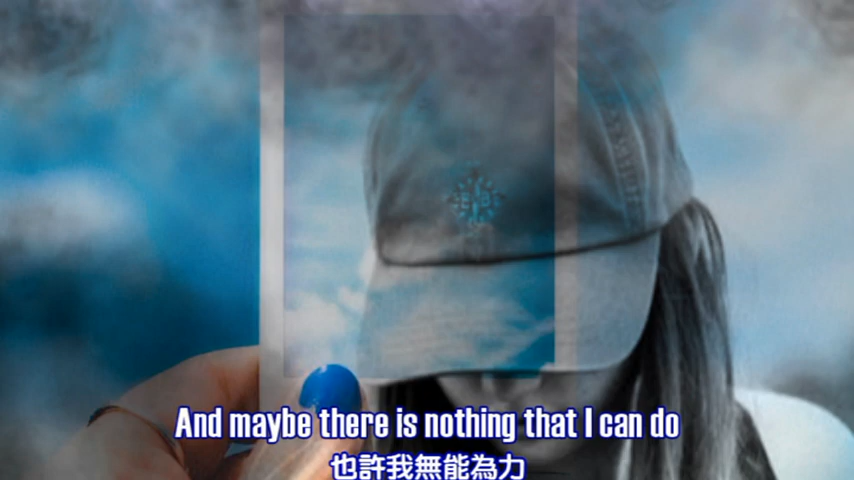 And maybe there is nothing that I can do
也許我無能為力